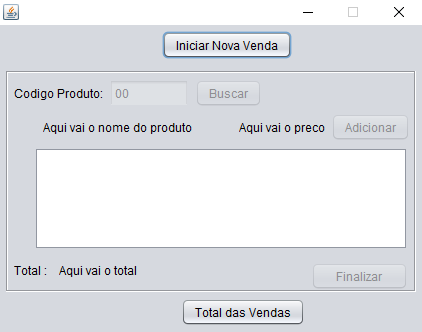 Iniciar Nova Venda
Codigo Produto: 00 Buscar
Aqui vai o nome do produto Aqui vai o preco Adicionar
Total : Aqui vai o total Finalizar
Total das Vendas